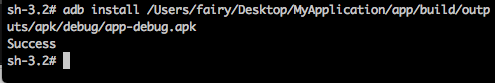 sh-3.2# adb install /Users/fairy/Desktop/MyApplication/app/build/outp
uts/apk/debug/app-debug.apk
Success
sh-3.2#